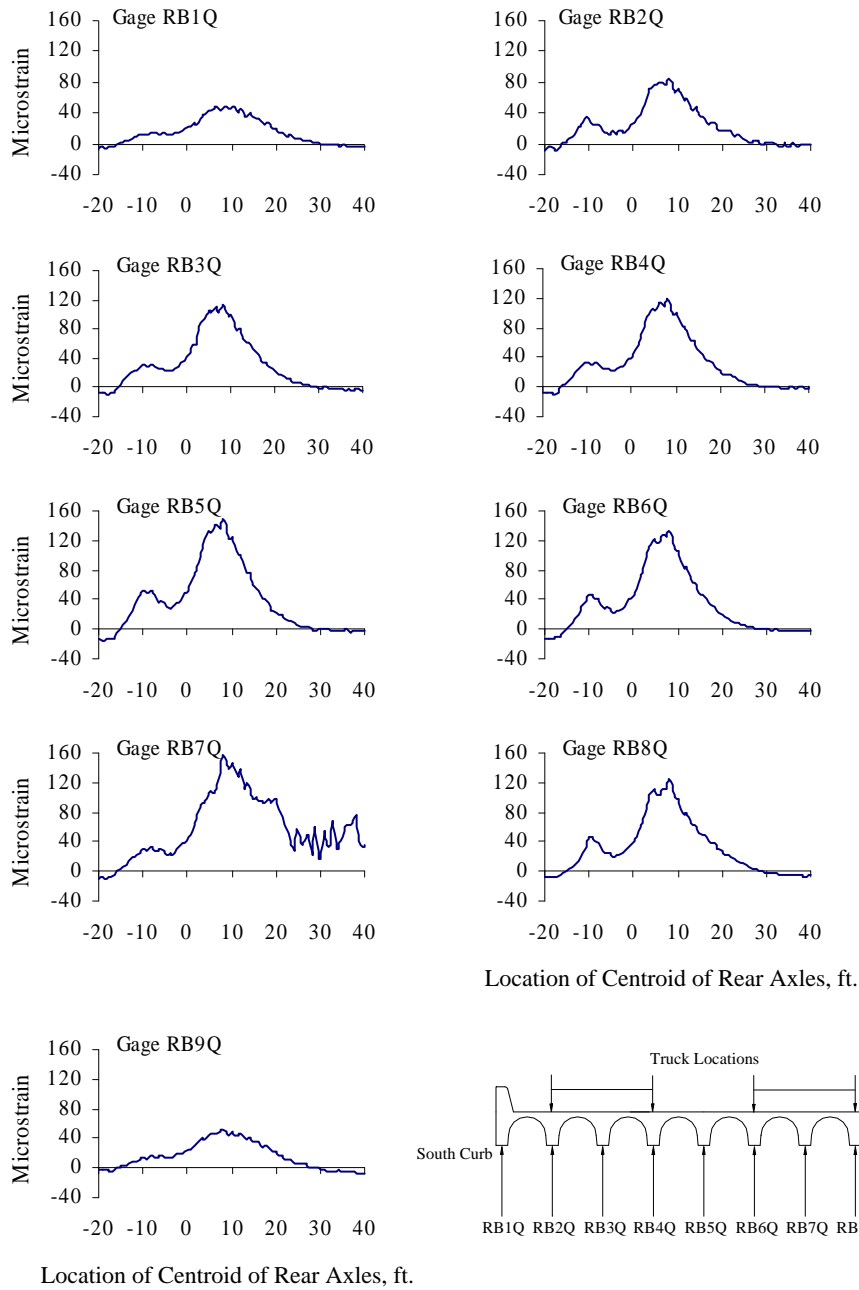 Gage RB1Q
160
120
80
40
0
-40
Microstrain
-20 -10 0 10 20 30 40
Gage RB2Q
160
120
80
40
0
-40
-20 -10 0 10 20 30 40
Gage RB3Q
160
120
80
40
0
-40
Microstrain
-20 -10 0 10 20 30 40
Gage RB4Q
160
120
80
40
0
-40
-20 -10 0 10 20 30 40
Gage RB5Q
160
120
80
40
0
-40
Microstrain
-20 -10 0 10 20 30 40
Gage RB6Q
160
120
80
40
0
-40
-20 -10 0 10 20 30 40
Gage RB7Q
160
120
80
40
0
-40
Microstrain
-20 -10 0 10 20 30 40
Gage RB8Q
160
120
80
40
0
-40
-20 -10 0 10 20 30 40
Location of Centroid of Rear Axles, ft.
Gage RB9Q
160
120
80
40
0
-40
Microstrain
-20 -10 0 10 20 30 40
Location of Centroid of Rear Axles, ft.
Truck Locations
South Curb
RB1Q RB2Q RB3Q RB4Q RB5Q RB6Q RB7Q RB